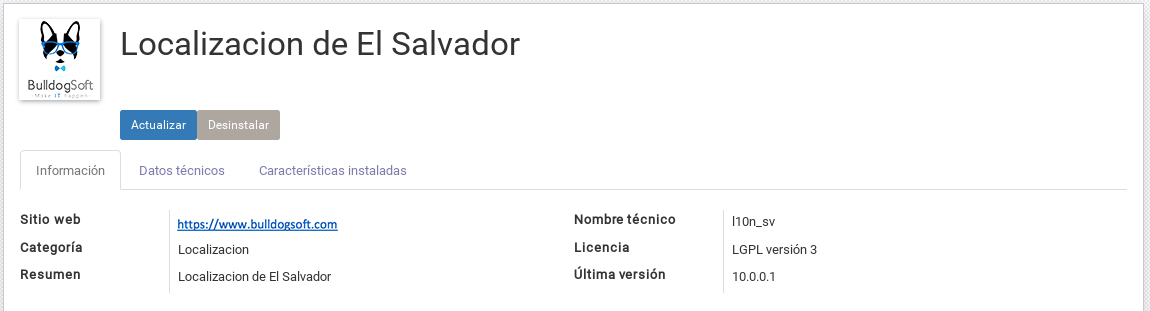 Localizacion de El Salvador
BulldogSoft
Make IT happen
Actualizar Desinstalar
Información Datos técnicos Características instaladas
Sitio web https://www.bulldogsoft.com Nombre técnico l10n_sv
Categoría Localizacion Licencia LGPL versión 3
Resumen Localizacion de El Salvador Última versión 10.0.0.1